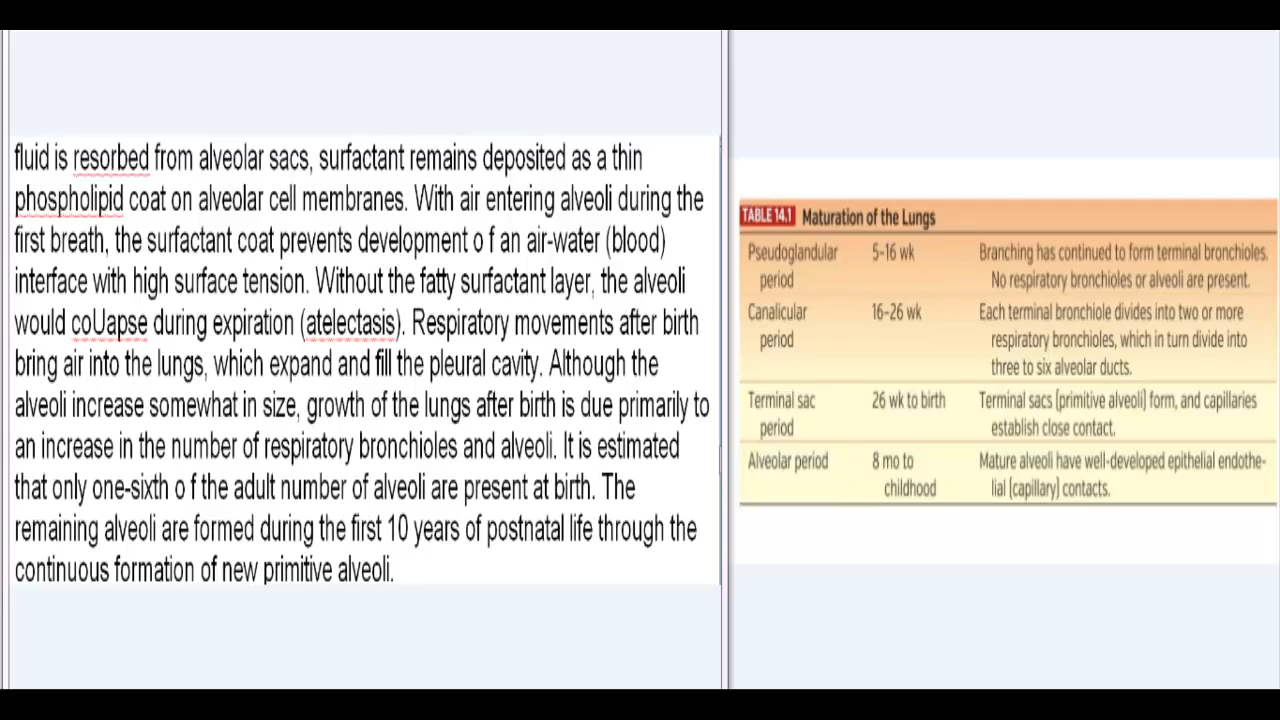 fluid is resorbed from alveolar sacs, surfactant remains deposited as a thin
phospholipid coat on alveolar cell membranes. With air entering alveoli during the
first breath, the surfactant coat prevents development o f an air-water (blood)
interface with high surface tension. Without the fatty surfactant layer, the alveoli
would coUapse during expiration (atelectasis). Respiratory movements after birth
bring air into the lungs, which expand and fill the pleural cavity. Although the
alveoli increase somewhat in size, growth of the lungs after birth is due primarily to
an increase in the number of respiratory bronchioles and alveoli. It is estimated
that only one-sixth o f the adult number of alveoli are present at birth. The
remaining alveoli are formed during the first 10 years of postnatal life through the
continuous formation of new primitive alveoli.
TABLE 14.1 Maturation of the Lungs
Pseudoglandular 5–16 wk Branching has continued to form terminal bronchioles.
period No respiratory bronchioles or alveoli are present.
Canalicular 16–26 wk Each terminal bronchiole divides into two or more
period respiratory bronchioles, which in turn divide into
three to six alveolar ducts.
Terminal sac 26 wk to birth Terminal sacs (primitive alveoli) form, and capillaries
period establish close contact.
Alveolar period 8 mo to Mature alveoli have well-developed epithelial endothe-
childhood lial (capillary) contacts.